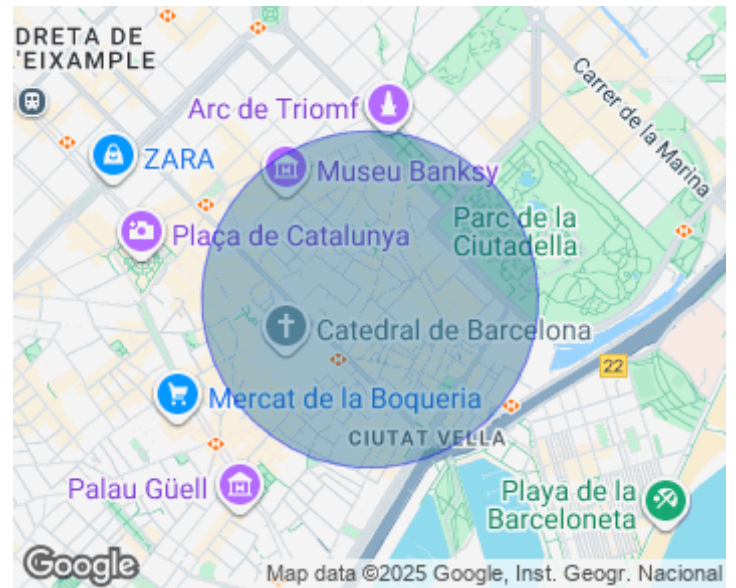 DRETA DE
'EIXAMPLE
Arc de Triomf
Carrer de la Marina
ZARA
Museu Banksy
Plaça de Catalunya
Parc de la
Ciutadella
Catedral de Barcelona
22
Mercat de la Boqueria
CIUTAT VELLA
Palau Güell
Playa de la
Barceloneta
Google
Map data ©2025 Google, Inst. Geogr. Nacional